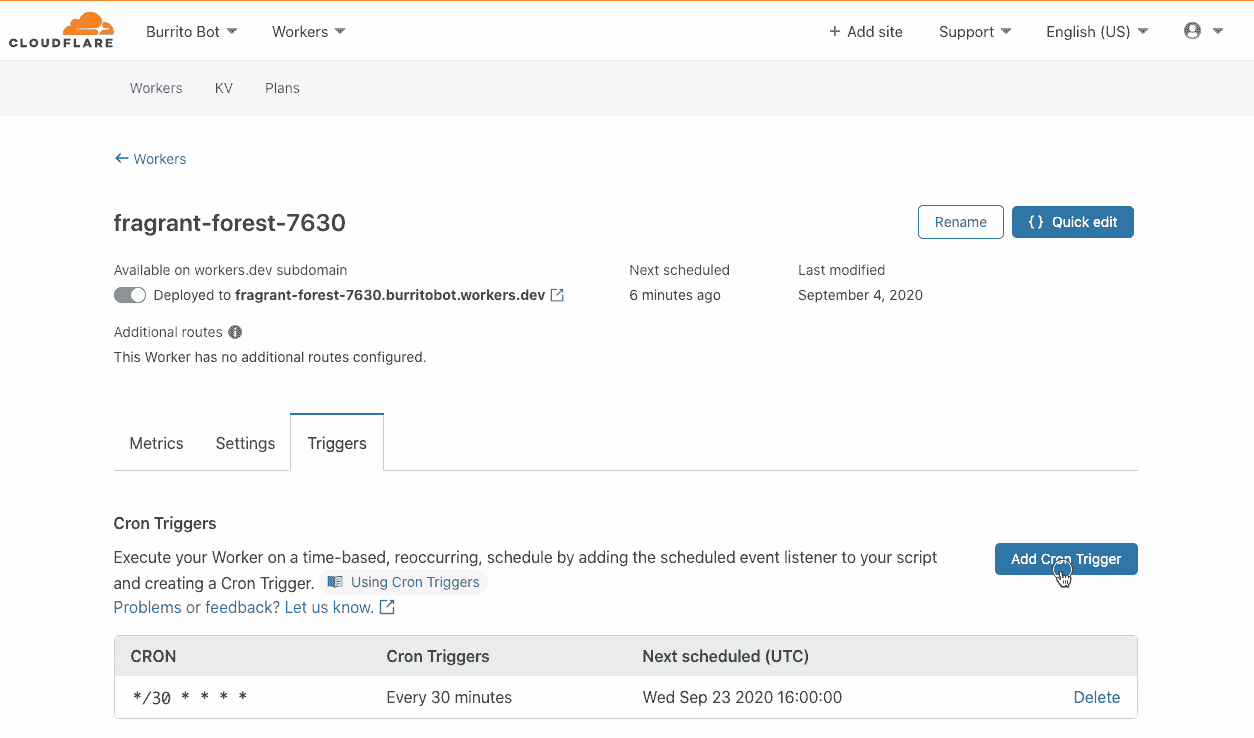 CLOUDFLARE
Burrito Bot Workers + Add site Support English (US)
Workers KV Plans
← Workers
fragrant-forest-7630 Rename { } Quick edit
Available on workers.dev subdomain Next scheduled Last modified
Deployed to fragrant-forest-7630.burritobot.workers.dev 6 minutes ago September 4, 2020
Additional routes
This Worker has no additional routes configured.
Metrics Settings Triggers
Cron Triggers
Execute your Worker on a time-based, reoccurring, schedule by adding the scheduled event listener to your script Add Cron Trigger
and creating a Cron Trigger. Using Cron Triggers
Problems or feedback? Let us know.
CRON Cron Triggers Next scheduled (UTC)
*/30 * * * * Every 30 minutes Wed Sep 23 2020 16:00:00 Delete